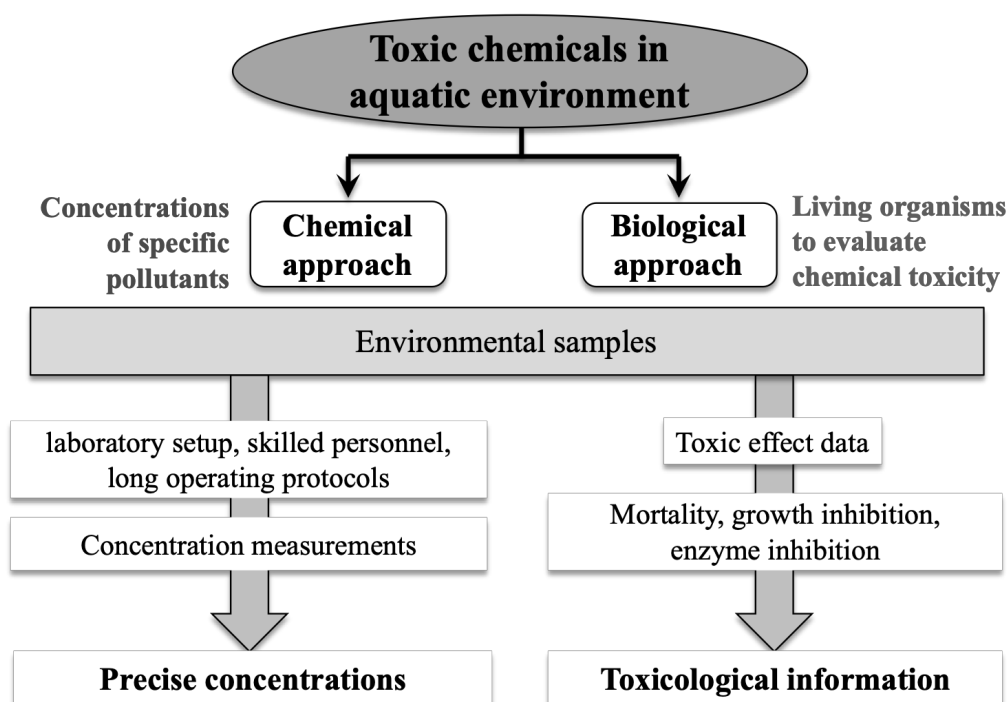 Toxic chemicals in
aquatic environment
Concentrations
of specific
pollutants
Chemical
approach
Biological
approach
Living organisms
to evaluate
chemical toxicity
Environmental samples
laboratory setup, skilled personnel,
long operating protocols
Concentration measurements
Precise concentrations
Toxic effect data
Mortality, growth inhibition,
enzyme inhibition
Toxicological information